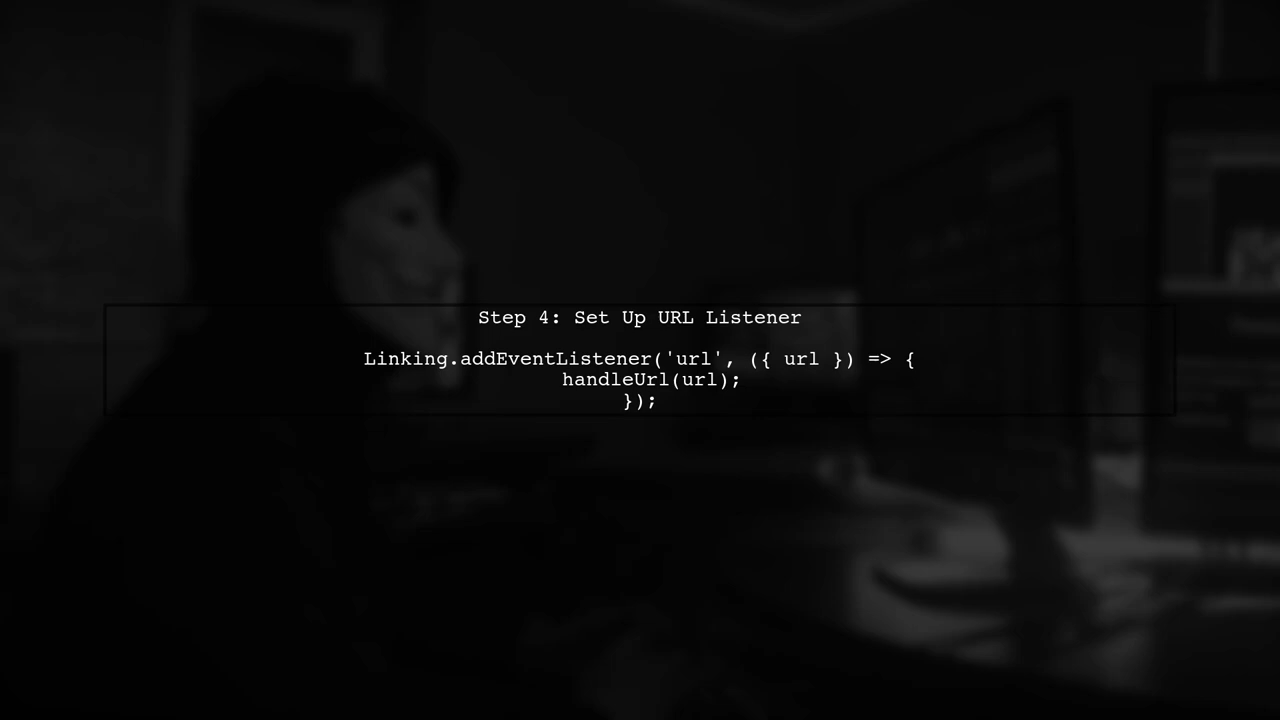 Step 4: Set Up URL Listener
Linking.addEventListener('url', ({ url }) => {
handleUrl(url);
});